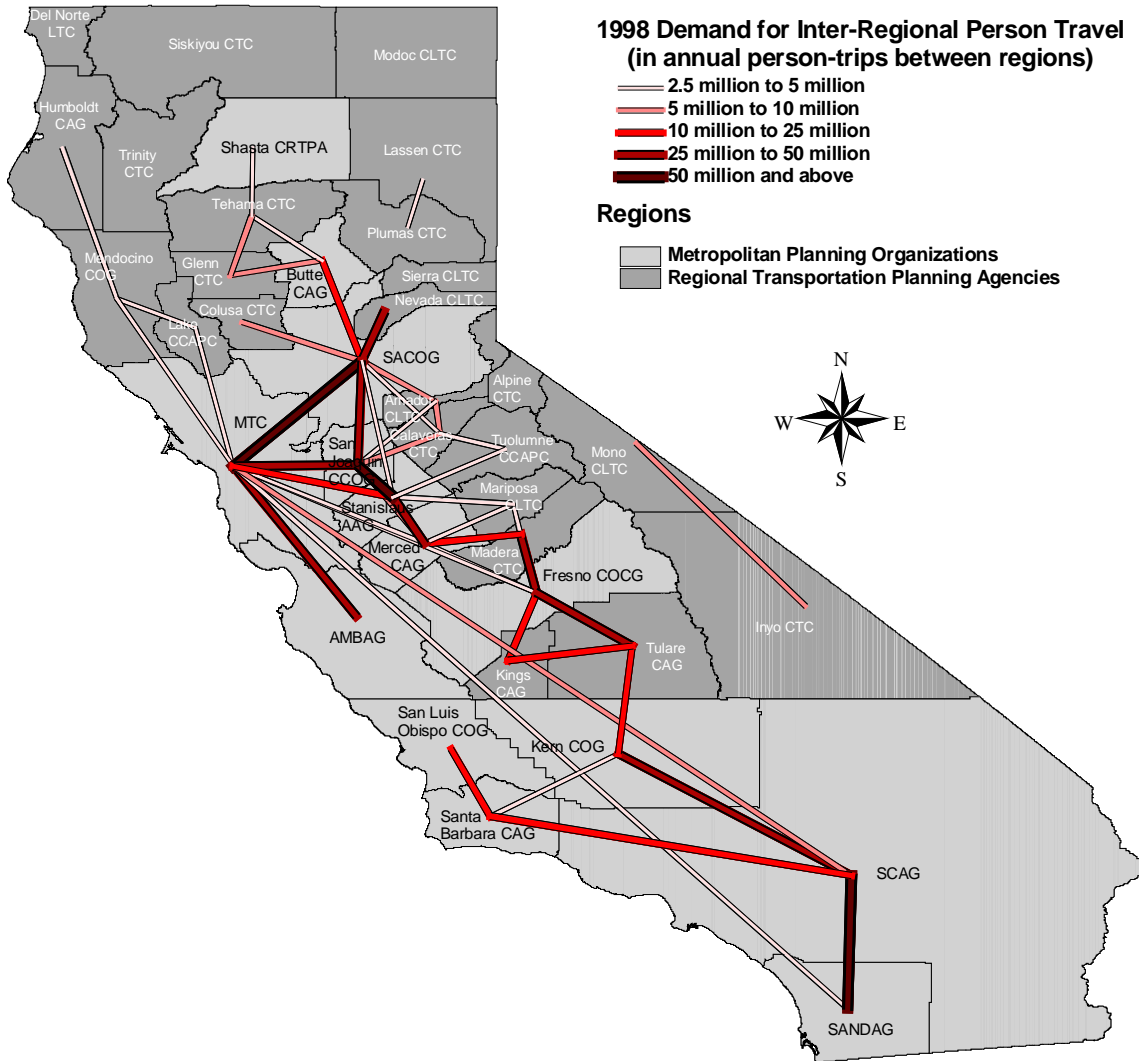 1998 Demand for Inter-Regional Person Travel
(in annual person-trips between regions)
2.5 million to 5 million
5 million to 10 million
10 million to 25 million
25 million to 50 million
50 million and above
Regions
Metropolitan Planning Organizations
Regional Transportation Planning Agencies
N
W
E
S
Del Norte
LTC
Siskiyou CTC
Modoc CLTC
Humboldt
CAG
Trinity
CTC
Shasta CRTPA
Lassen CTC
Tehama CTC
Plumas CTC
Mendocino
COG
Glenn
CTC
Butte
CAG
Sierra CLTC
Nevada CLTC
Colusa CTC
Lake
CCAPC
SACOG
Alpine
CTC
Amador
CLTC
MTC
Calaveras
CTC
San
Joaquin
CCOG
Tuolumne
CCAPC
Mono
CLTC
Mariposa
CLTC
Stanislaus
AAG
Merced
CAG
Madera
CTC
Fresno COCG
Inyo CTC
AMBAG
Tulare
CAG
Kings
CAG
San Luis
Obispo COG
Kern COG
Santa
Barbara CAG
SCAG
SANDAG